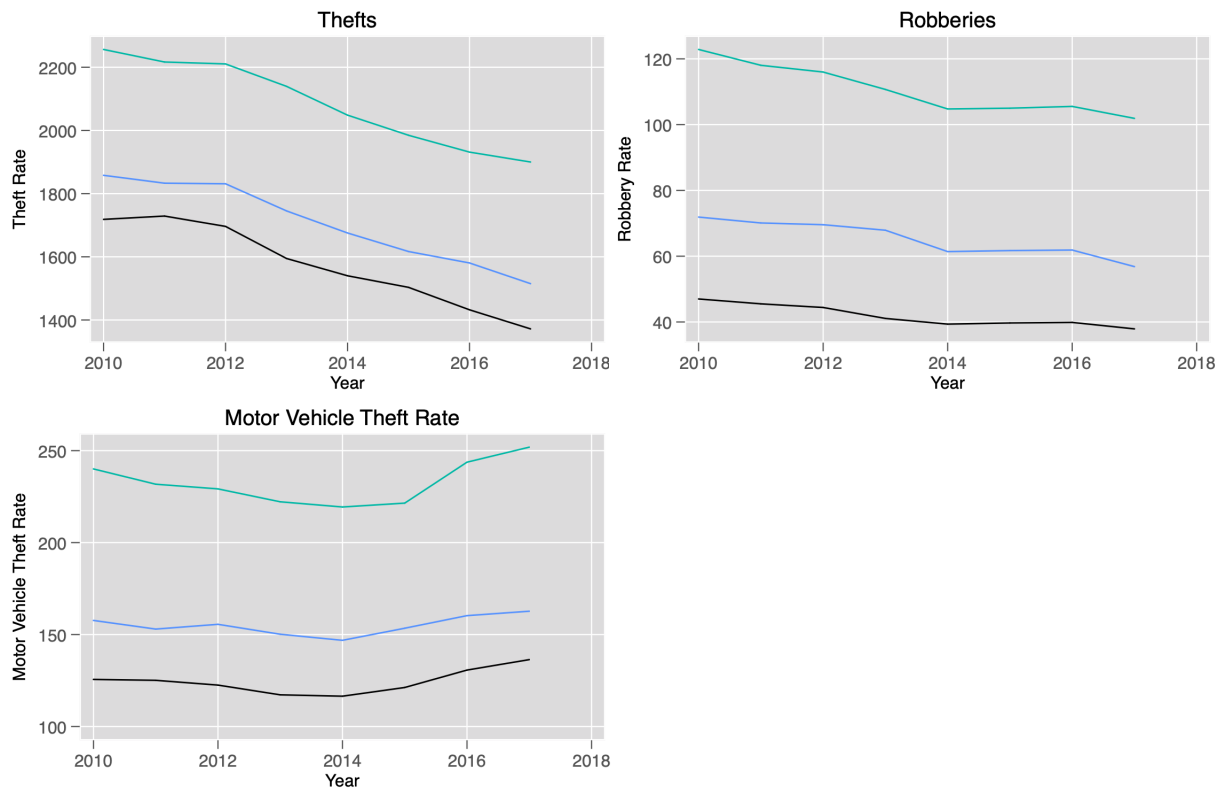 Thefts
Theft Rate
2200
2000
1800
1600
1400
2010 2012 2014 2016 2018
Year
Robberies
Robbery Rate
120
100
80
60
40
2010 2012 2014 2016 2018
Year
Motor Vehicle Theft Rate
Motor Vehicle Theft Rate
250
200
150
100
2010 2012 2014 2016 2018
Year